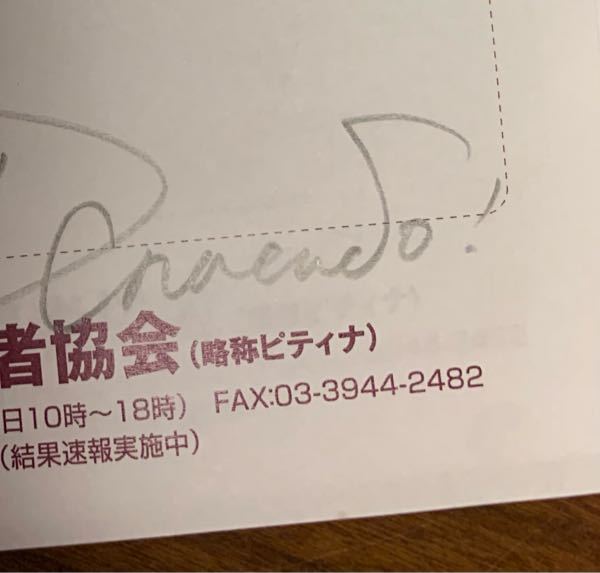 者協会(略称ピティナ)
日10時～18時) FAX:03-3944-2482
(結果速報実施中)